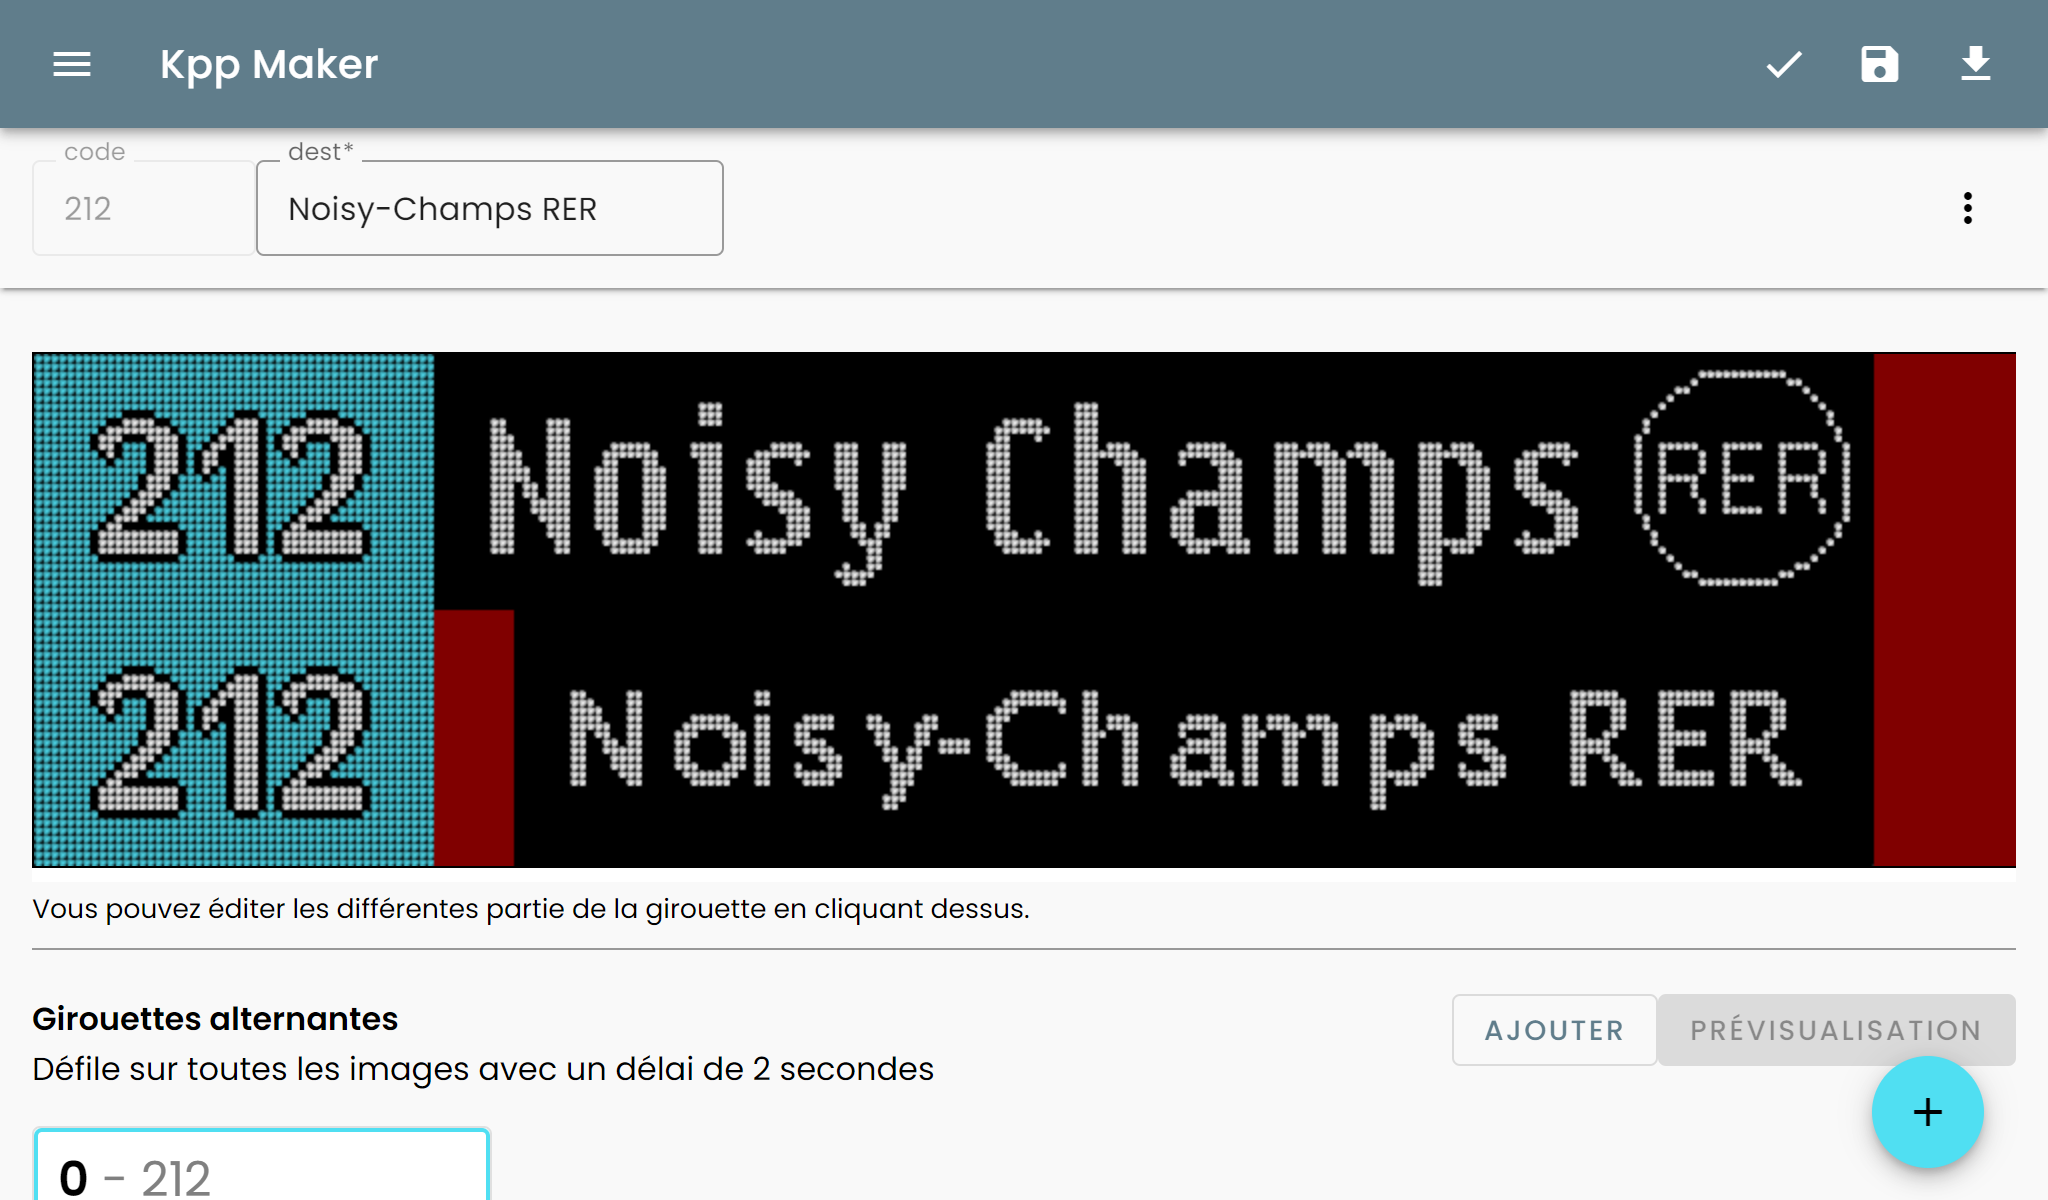 Kpp Maker
code
212
dest*
Noisy-Champs RER
212 Noisy Champs RER
212 Noisy-Champs RER
Vous pouvez éditer les différentes partie de la girouette en cliquant dessus.
Girouettes alternantes
Défile sur toutes les images avec un délai de 2 secondes
AJOUTER
PRÉVISUALISATION
+
0 - 212